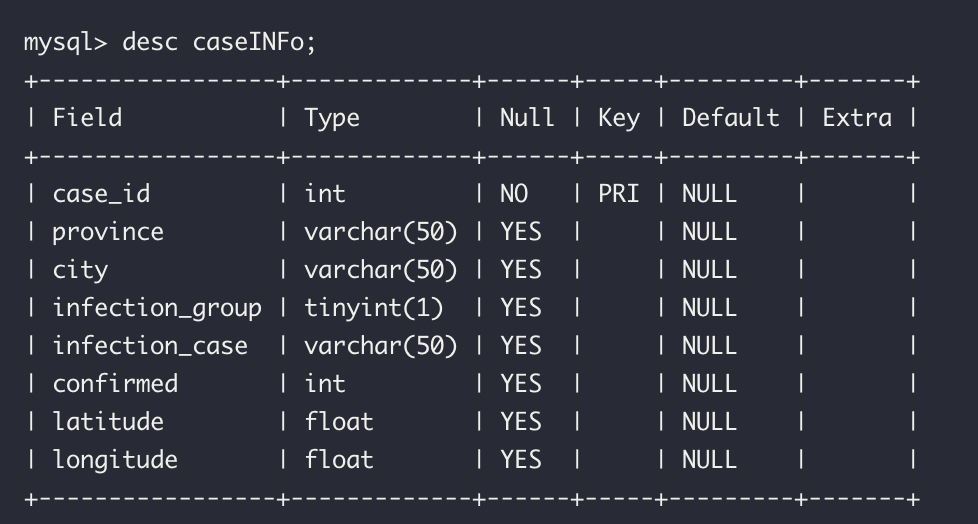 mysql> desc caseINFo;
+-----------------+-------------+------+-----+---------+-------+
| Field           | Type        | Null | Key | Default | Extra |
+-----------------+-------------+------+-----+---------+-------+
| case_id         | int         | NO   | PRI | NULL    |       |
| province        | varchar(50) | YES  |     | NULL    |       |
| city            | varchar(50) | YES  |     | NULL    |       |
| infection_group | tinyint(1)  | YES  |     | NULL    |       |
| infection_case  | varchar(50) | YES  |     | NULL    |       |
| confirmed       | int         | YES  |     | NULL    |       |
| latitude        | float       | YES  |     | NULL    |       |
| longitude       | float       | YES  |     | NULL    |       |
+-----------------+-------------+------+-----+---------+-------+